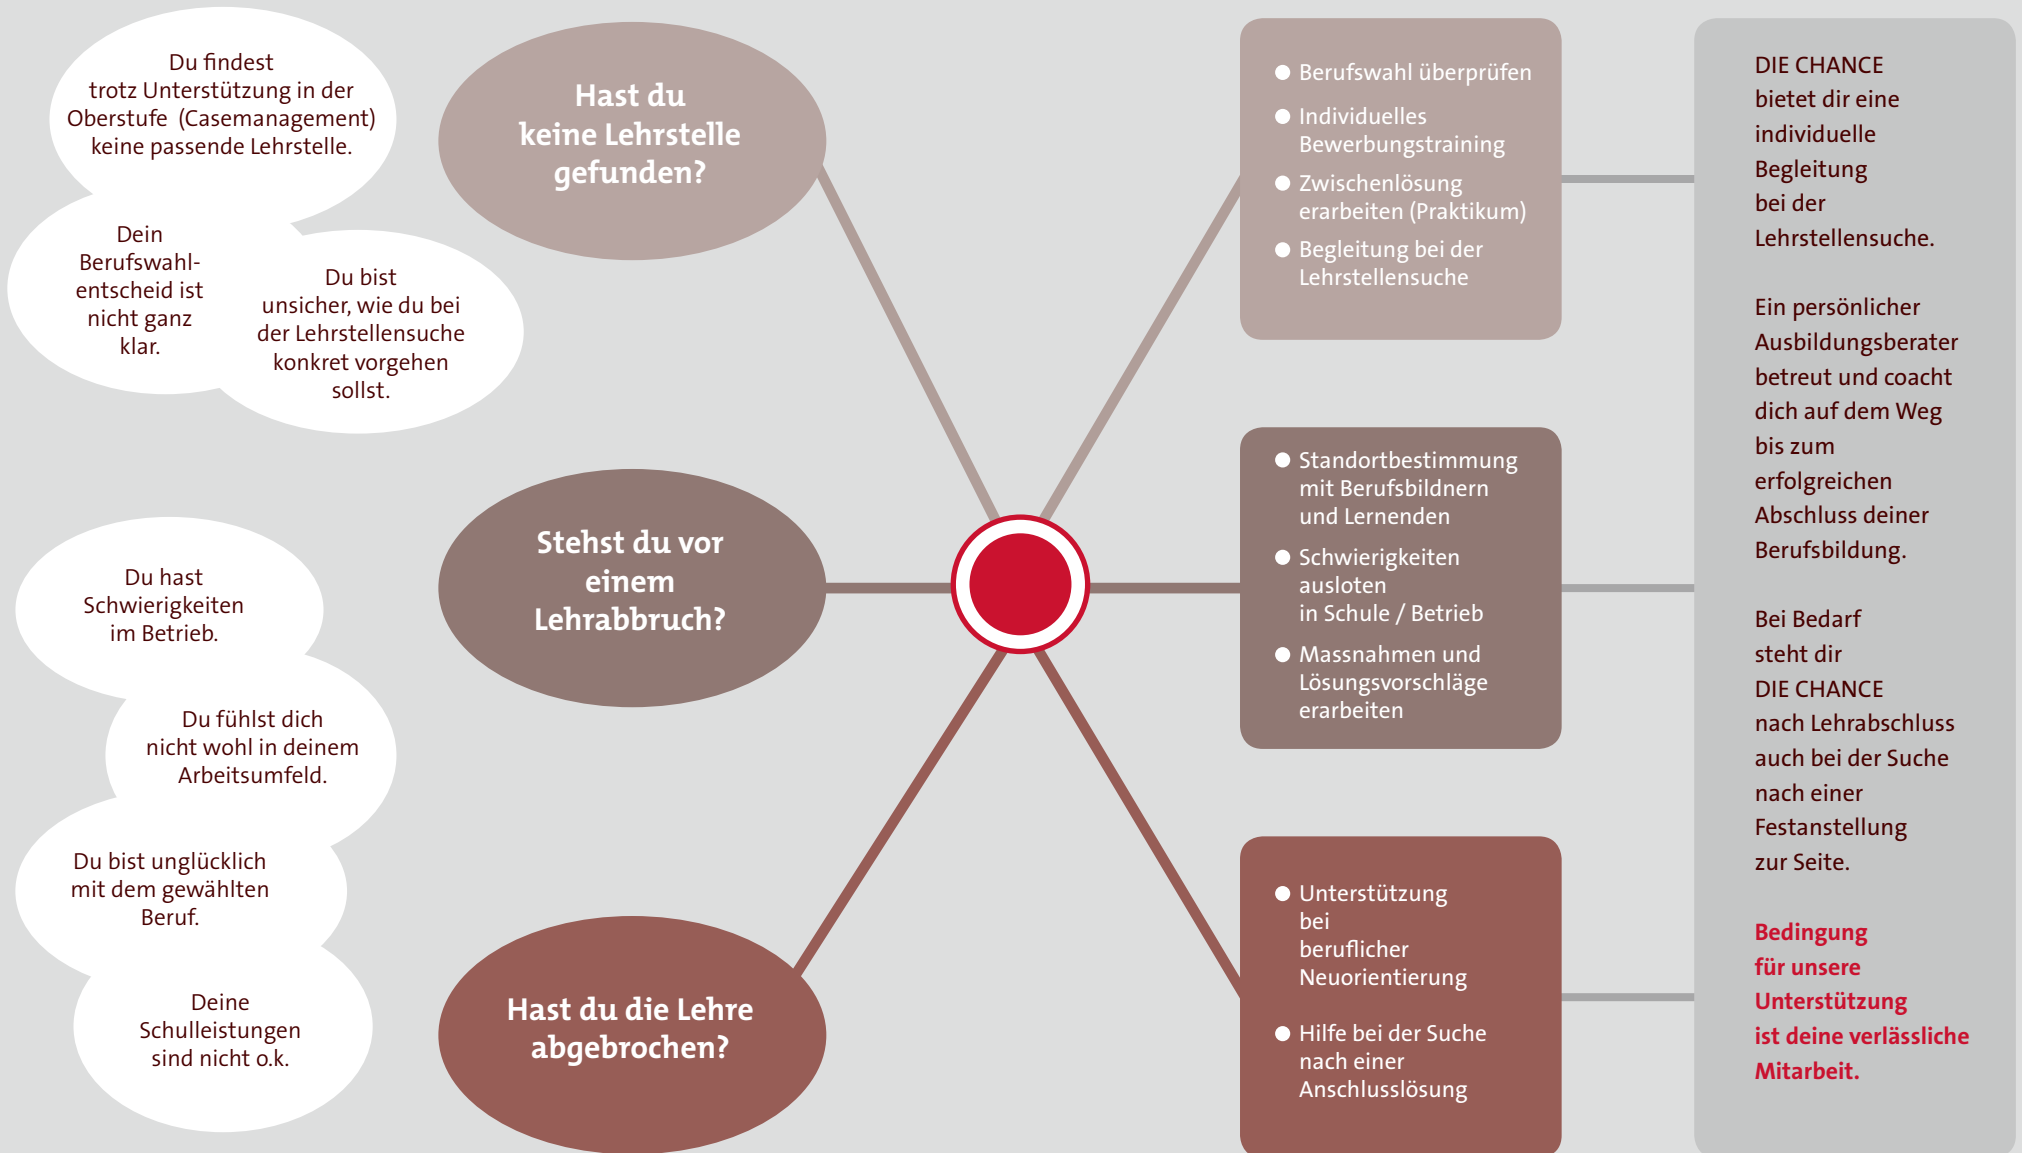 Du findest
trotz Unterstützung in der
Oberstufe (Casemanagement)
keine passende Lehrstelle.
Dein
Berufswahl-
entscheid ist
nicht ganz
klar.
Du bist
unsicher, wie du bei
der Lehrstellensuche
konkret vorgehen
sollst.
Hast du
keine Lehrstelle
gefunden?
Du hast
Schwierigkeiten
im Betrieb.
Du fühlst dich
nicht wohl in deinem
Arbeitsumfeld.
Du bist unglücklich
mit dem gewählten
Beruf.
Deine
Schulleistungen
sind nicht o.k.
Stehst du vor
einem
Lehrabbruch?
Hast du die Lehre
abgebrochen?
● Berufswahl überprüfen
● Individuelles
Bewerbungstraining
● Zwischenlösung
erarbeiten (Praktikum)
● Begleitung bei der
Lehrstellensuche
● Standortbestimmung
mit Berufsbildnern
und Lernenden
● Schwierigkeiten
ausloten
in Schule / Betrieb
● Massnahmen und
Lösungsvorschläge
erarbeiten
● Unterstützung
bei
beruflicher
Neuorientierung
● Hilfe bei der Suche
nach einer
Anschlusslösung
DIE CHANCE
bietet dir eine
individuelle
Begleitung
bei der
Lehrstellensuche.
Ein persönlicher
Ausbildungsberater
betreut und coacht
dich auf dem Weg
bis zum
erfolgreichen
Abschluss deiner
Berufsbildung.
Bei Bedarf
steht dir
DIE CHANCE
nach Lehrabschluss
auch bei der Suche
nach einer
Festanstellung
zur Seite.
Bedingung
für unsere
Unterstützung
ist deine verlässliche
Mitarbeit.